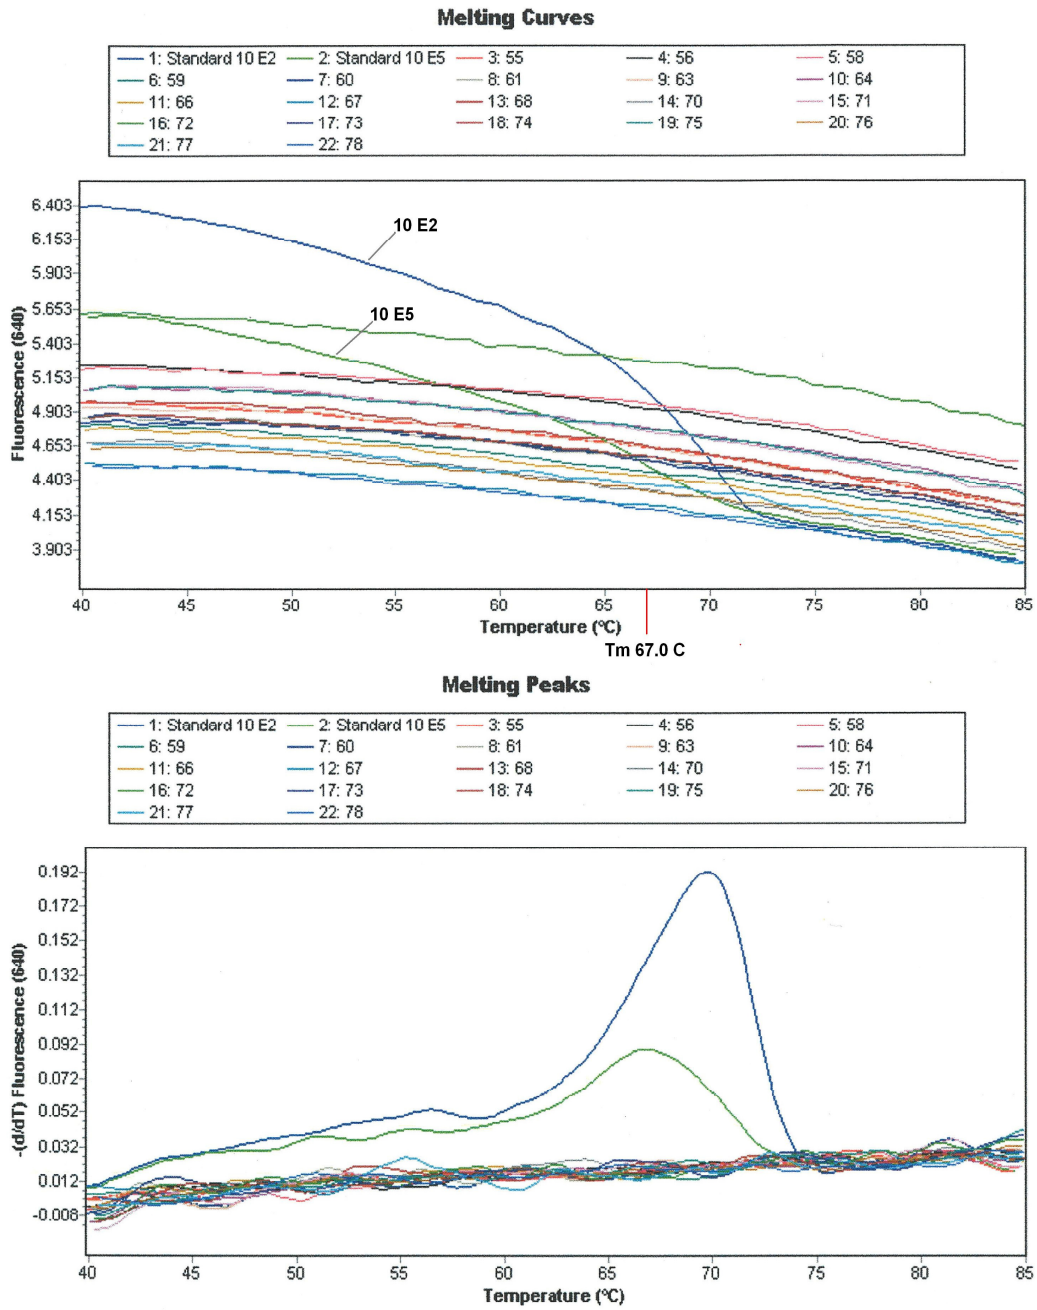 Melting Curves
1: Standard 10 E2 2: Standard 10 E5 3: 55 4: 56 5: 58
6: 59 7: 60 8: 61 9: 63 10: 64
11: 66 12: 67 13: 68 14: 70 15: 71
16: 72 17: 73 18: 74 19: 75 20: 76
21: 77 22: 78
Fluorescence (640)
6.403
6.153
5.903
5.653
5.403
5.153
4.903
4.653
4.403
4.153
3.903
10 E2
10 E5
40 45 50 55 60 65 70 75 80 85
Temperature (ºC)
Tm 67.0 C
Melting Peaks
1: Standard 10 E2 2: Standard 10 E5 3: 55 4: 56 5: 58
6: 59 7: 60 8: 61 9: 63 10: 64
11: 66 12: 67 13: 68 14: 70 15: 71
16: 72 17: 73 18: 74 19: 75 20: 76
21: 77 22: 78
-(d/dT) Fluorescence (640)
0.192
0.172
0.152
0.132
0.112
0.092
0.072
0.052
0.032
0.012
-0.008
40 45 50 55 60 65 70 75 80 85
Temperature (ºC)